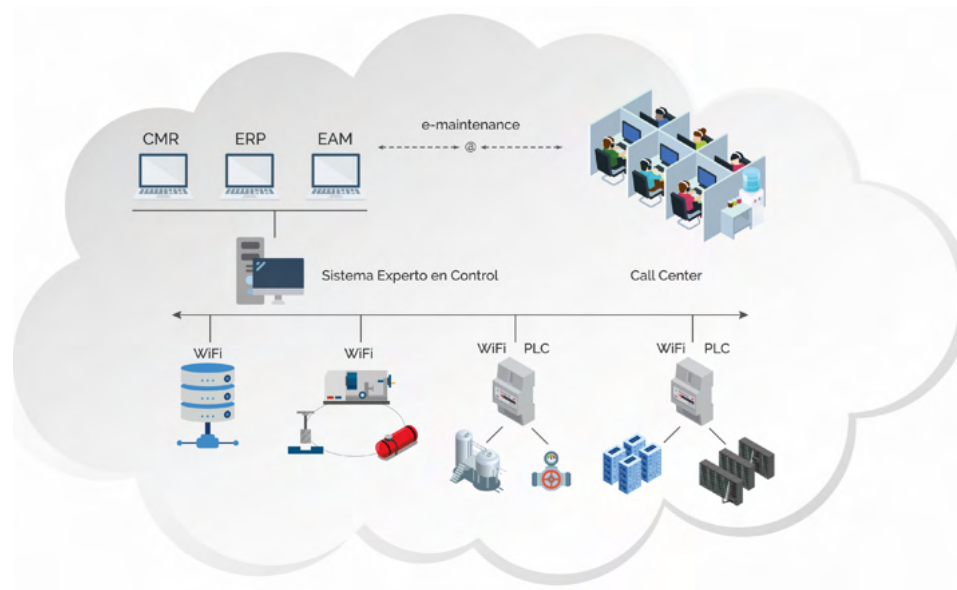 CMR
ERP
EAM
e-maintenance
@
Sistema Experto en Control
Call Center
WiFi
WiFi
WiFi PLC
WiFi PLC